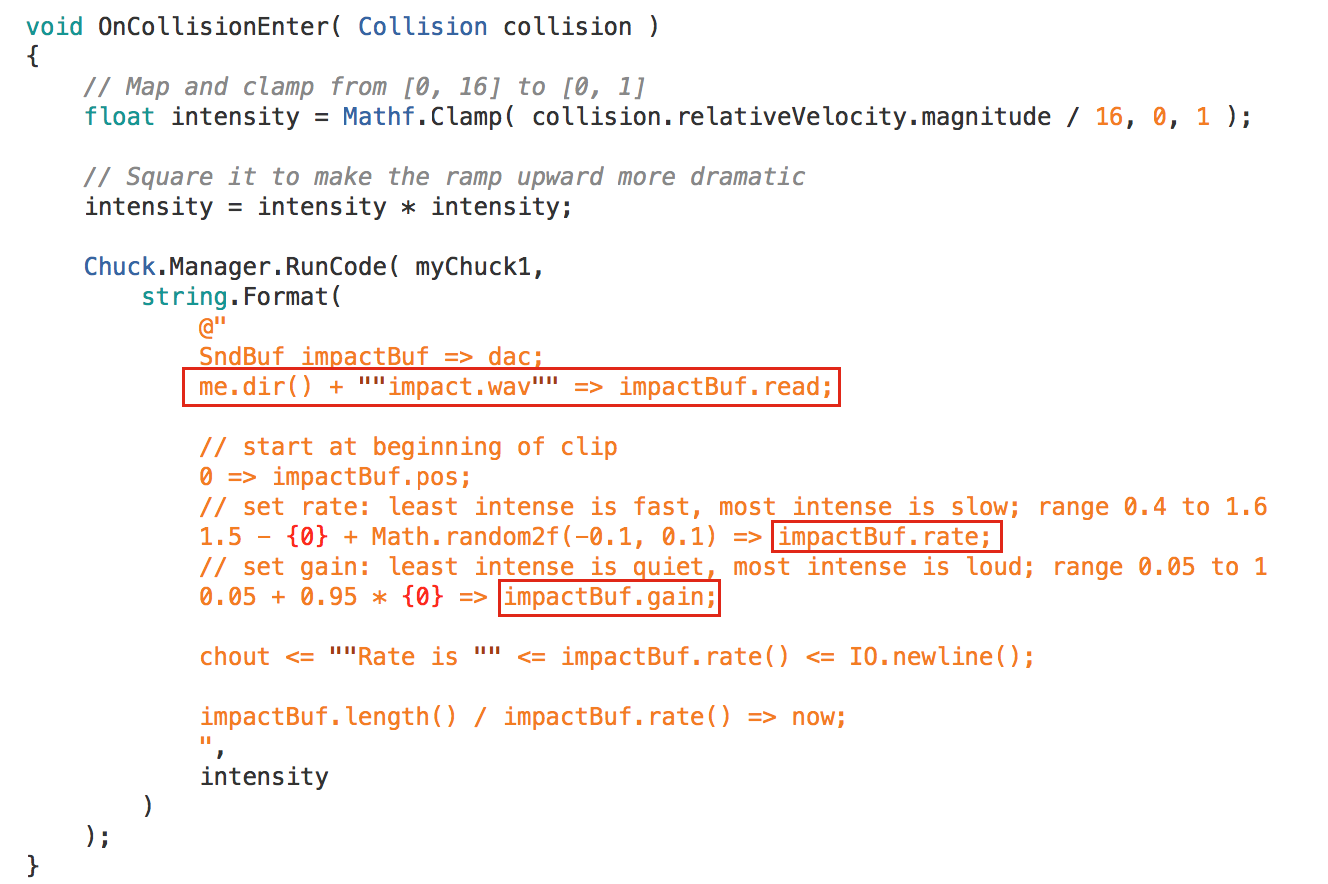 void OnCollisionEnter( Collision collision )
{
    // Map and clamp from [0, 16] to [0, 1]
    float intensity = Mathf.Clamp( collision.relativeVelocity.magnitude / 16, 0, 1 );

    // Square it to make the ramp upward more dramatic
    intensity = intensity * intensity;

    Chuck.Manager.RunCode( myChuck1,
        string.Format(
            @"
            SndBuf impactBuf => dac;
            me.dir() + ""impact.wav"" => impactBuf.read;

            // start at beginning of clip
            0 => impactBuf.pos;
            // set rate: least intense is fast, most intense is slow; range 0.4 to 1.6
            1.5 - {0} + Math.random2f(-0.1, 0.1) => impactBuf.rate;
            // set gain: least intense is quiet, most intense is loud; range 0.05 to 1
            0.05 + 0.95 * {0} => impactBuf.gain;

            chout <= ""Rate is "" <= impactBuf.rate() <= IO.newline();

            impactBuf.length() / impactBuf.rate() => now;
            ",
            intensity
        )
    );
}